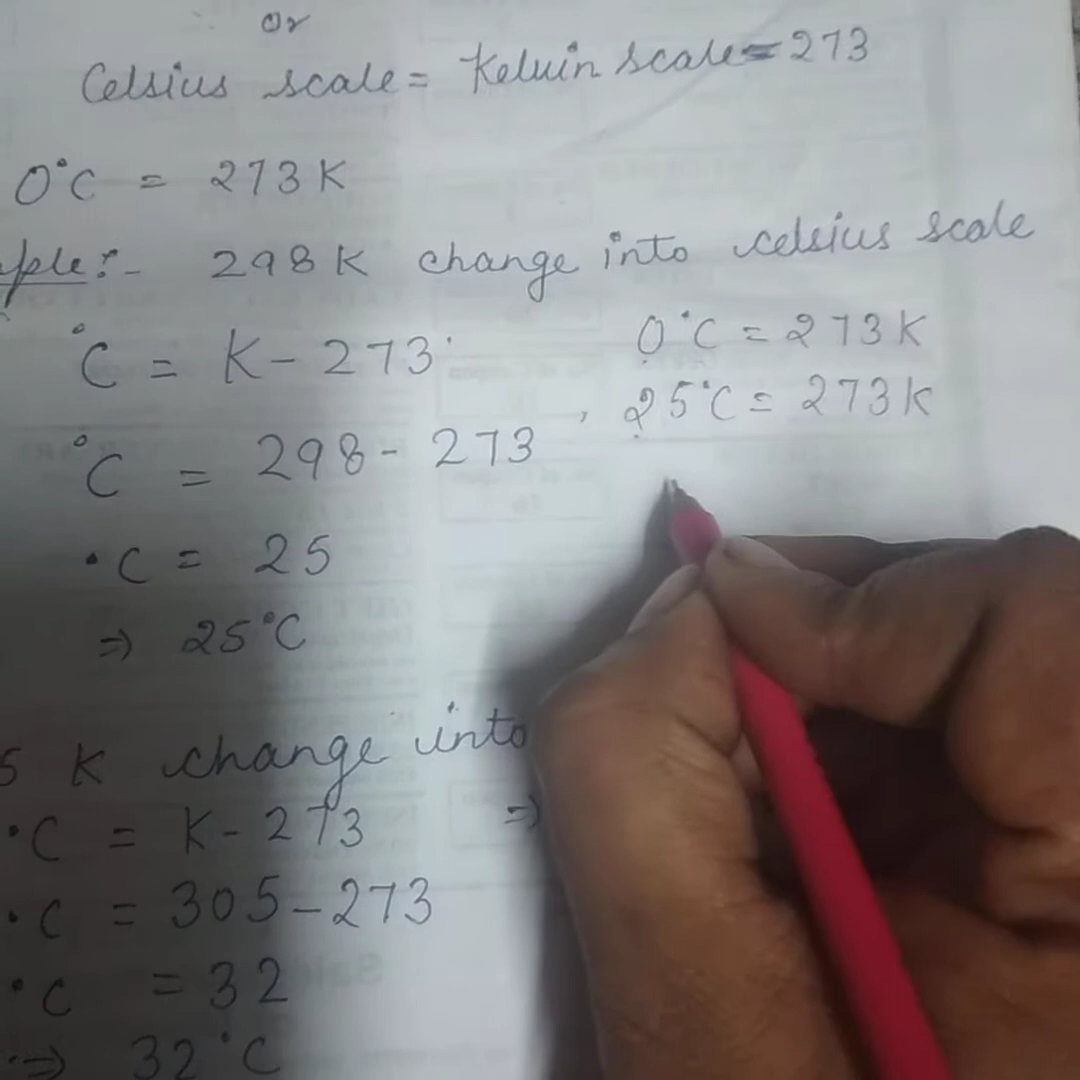 Or
Celsius scale = Kelvin scale - 273
0°C = 273 K
mple:- 298 K change into celsius scale
°C = K - 273
0°C = 273 K
°C = 298 - 273 , 25°C = 273 K
°C = 25
⇒ 25°C
5 K change into
°C = K - 273 ⇒
°C = 305 - 273
°C = 32
⇒ 32°C